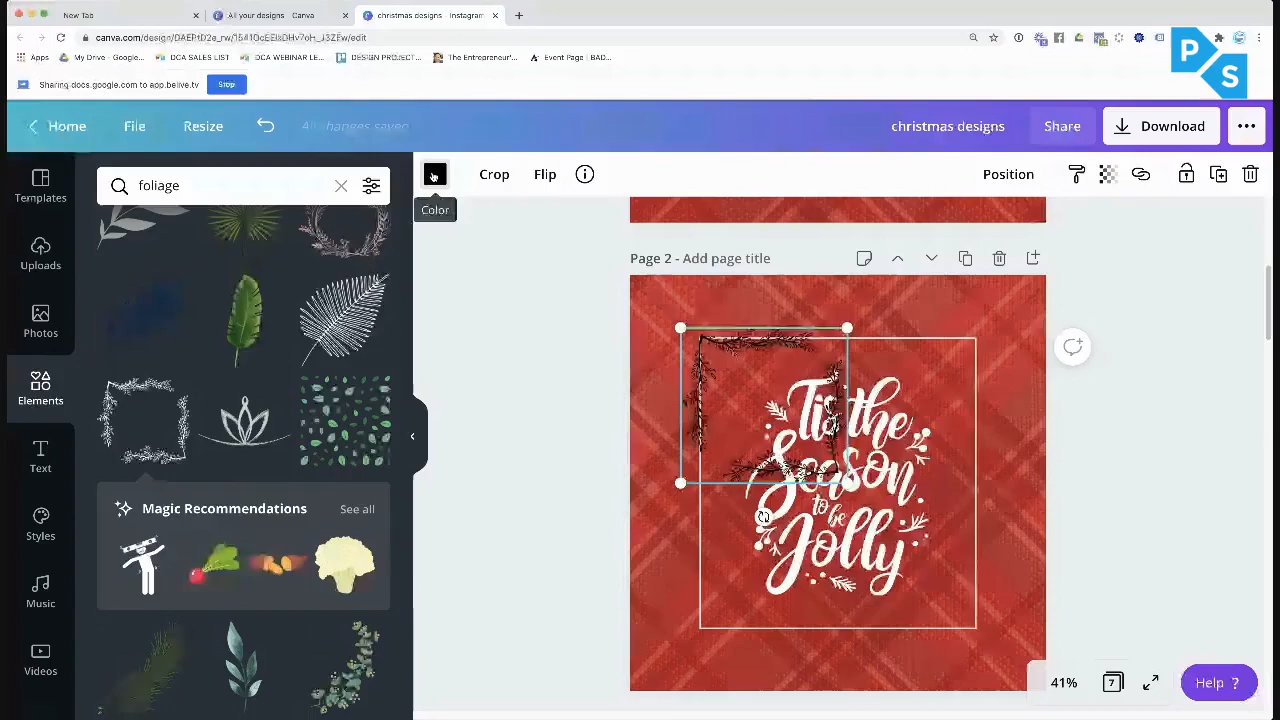 New Tab
All your designs - Canva
christmas designs - Instagram
Apps
My Drive - Google...
DCA SALES LIST
DCA WEBINAR LE...
DESIGN PROJECT...
The Entrepreneur'...
Event Page | BAD...
Sharing docs.google.com to app.belive.tv
Stop
P
S
Home
File
Resize
All changes saved
christmas designs
Share
Download
foliage
Crop
Flip
Position
Color
Templates
Uploads
Photos
Elements
Text
Styles
Music
Videos
Magic Recommendations
See all
Page 2 - Add page title
Tis the
Season
to be
Jolly
41%
7
Help ?